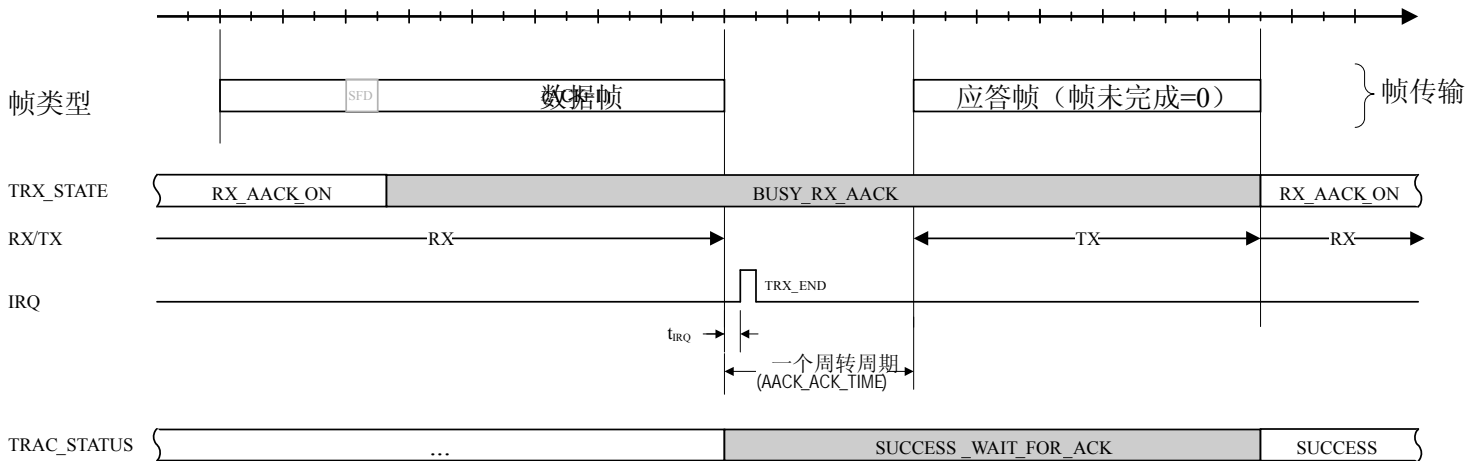 帧类型
SFD
数据帧
应答帧（帧未完成=0）
帧传输
TRX_STATE
RX_AACK_ON
BUSY_RX_AACK
RX_AACK_ON
RX/TX
RX
TX
RX
IRQ
TRX_END
tIRQ
一个周转周期
(AACK_ACK_TIME)
TRAC_STATUS
...
SUCCESS _WAIT_FOR_ACK
SUCCESS